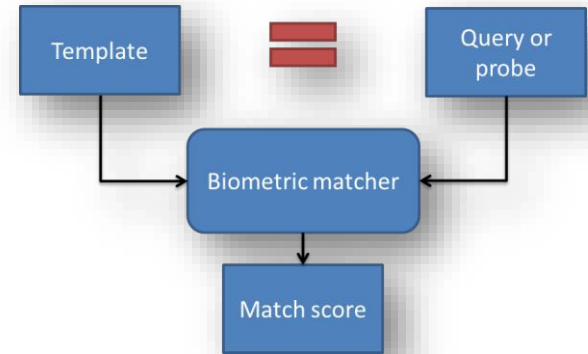 Template
Query or
probe
Biometric matcher
Match score